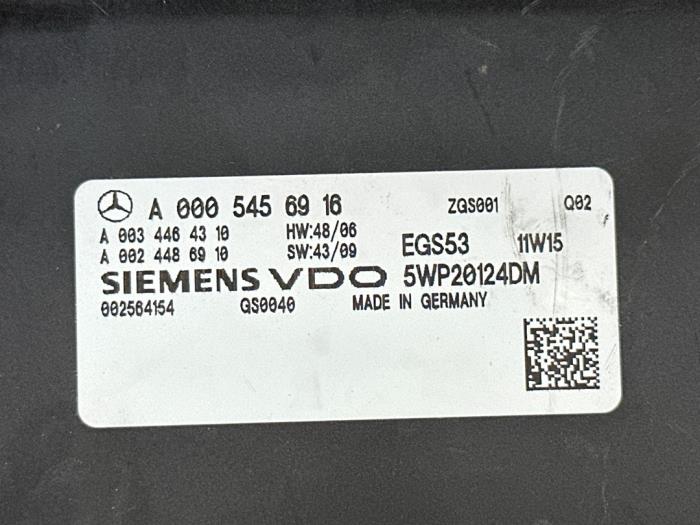 A 000 545 69 16 ZGS001 Q02
A 003 446 43 10 HW:48/06 EGS53 11W15
A 002 448 69 10 SW:43/09
SIEMENS VDO 5WP20124DM
002564154 GS0040 MADE IN GERMANY